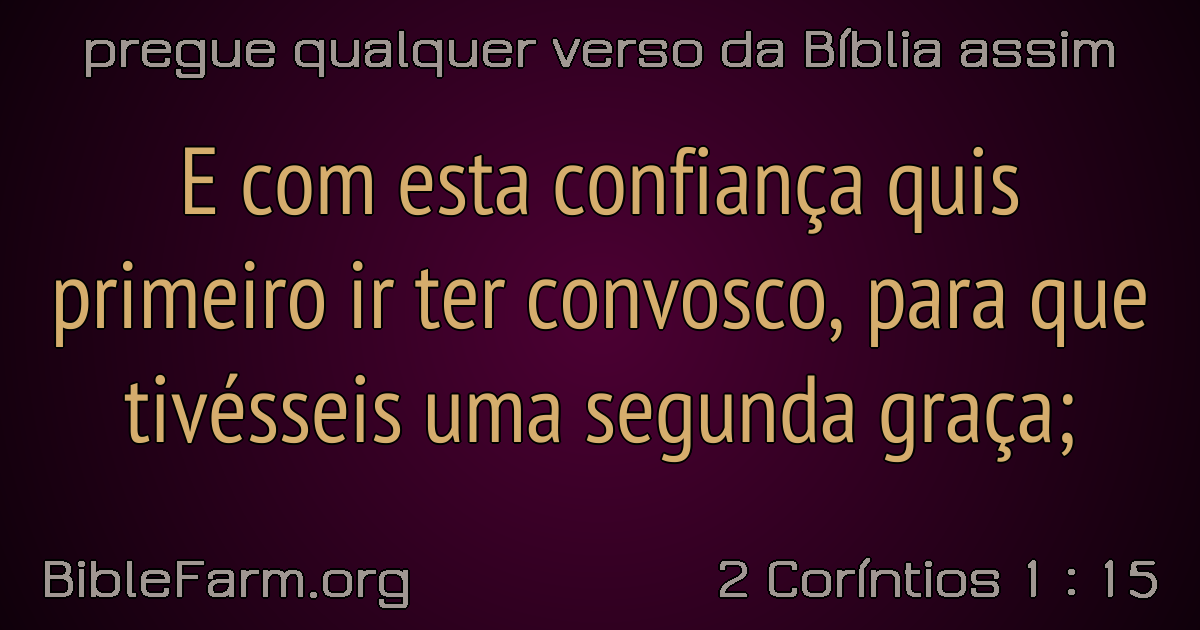 pregue qualquer verso da Bíblia assim
E com esta confiança quis
primeiro ir ter convosco, para que
tivésseis uma segunda graça;
BibleFarm.org
2 Coríntios 1 : 15